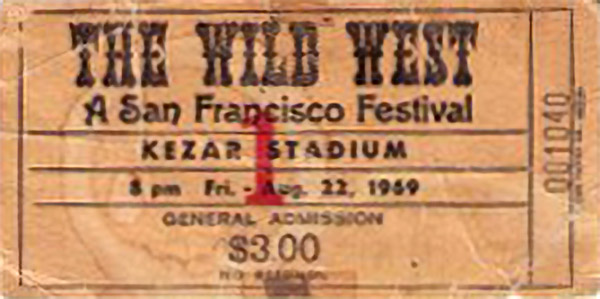 THE WILD WEST
A San Francisco Festival
KEZAR STADIUM
8 pm Fri. - Aug. 22, 1969
GENERAL ADMISSION
$3.00
NO
1
001040